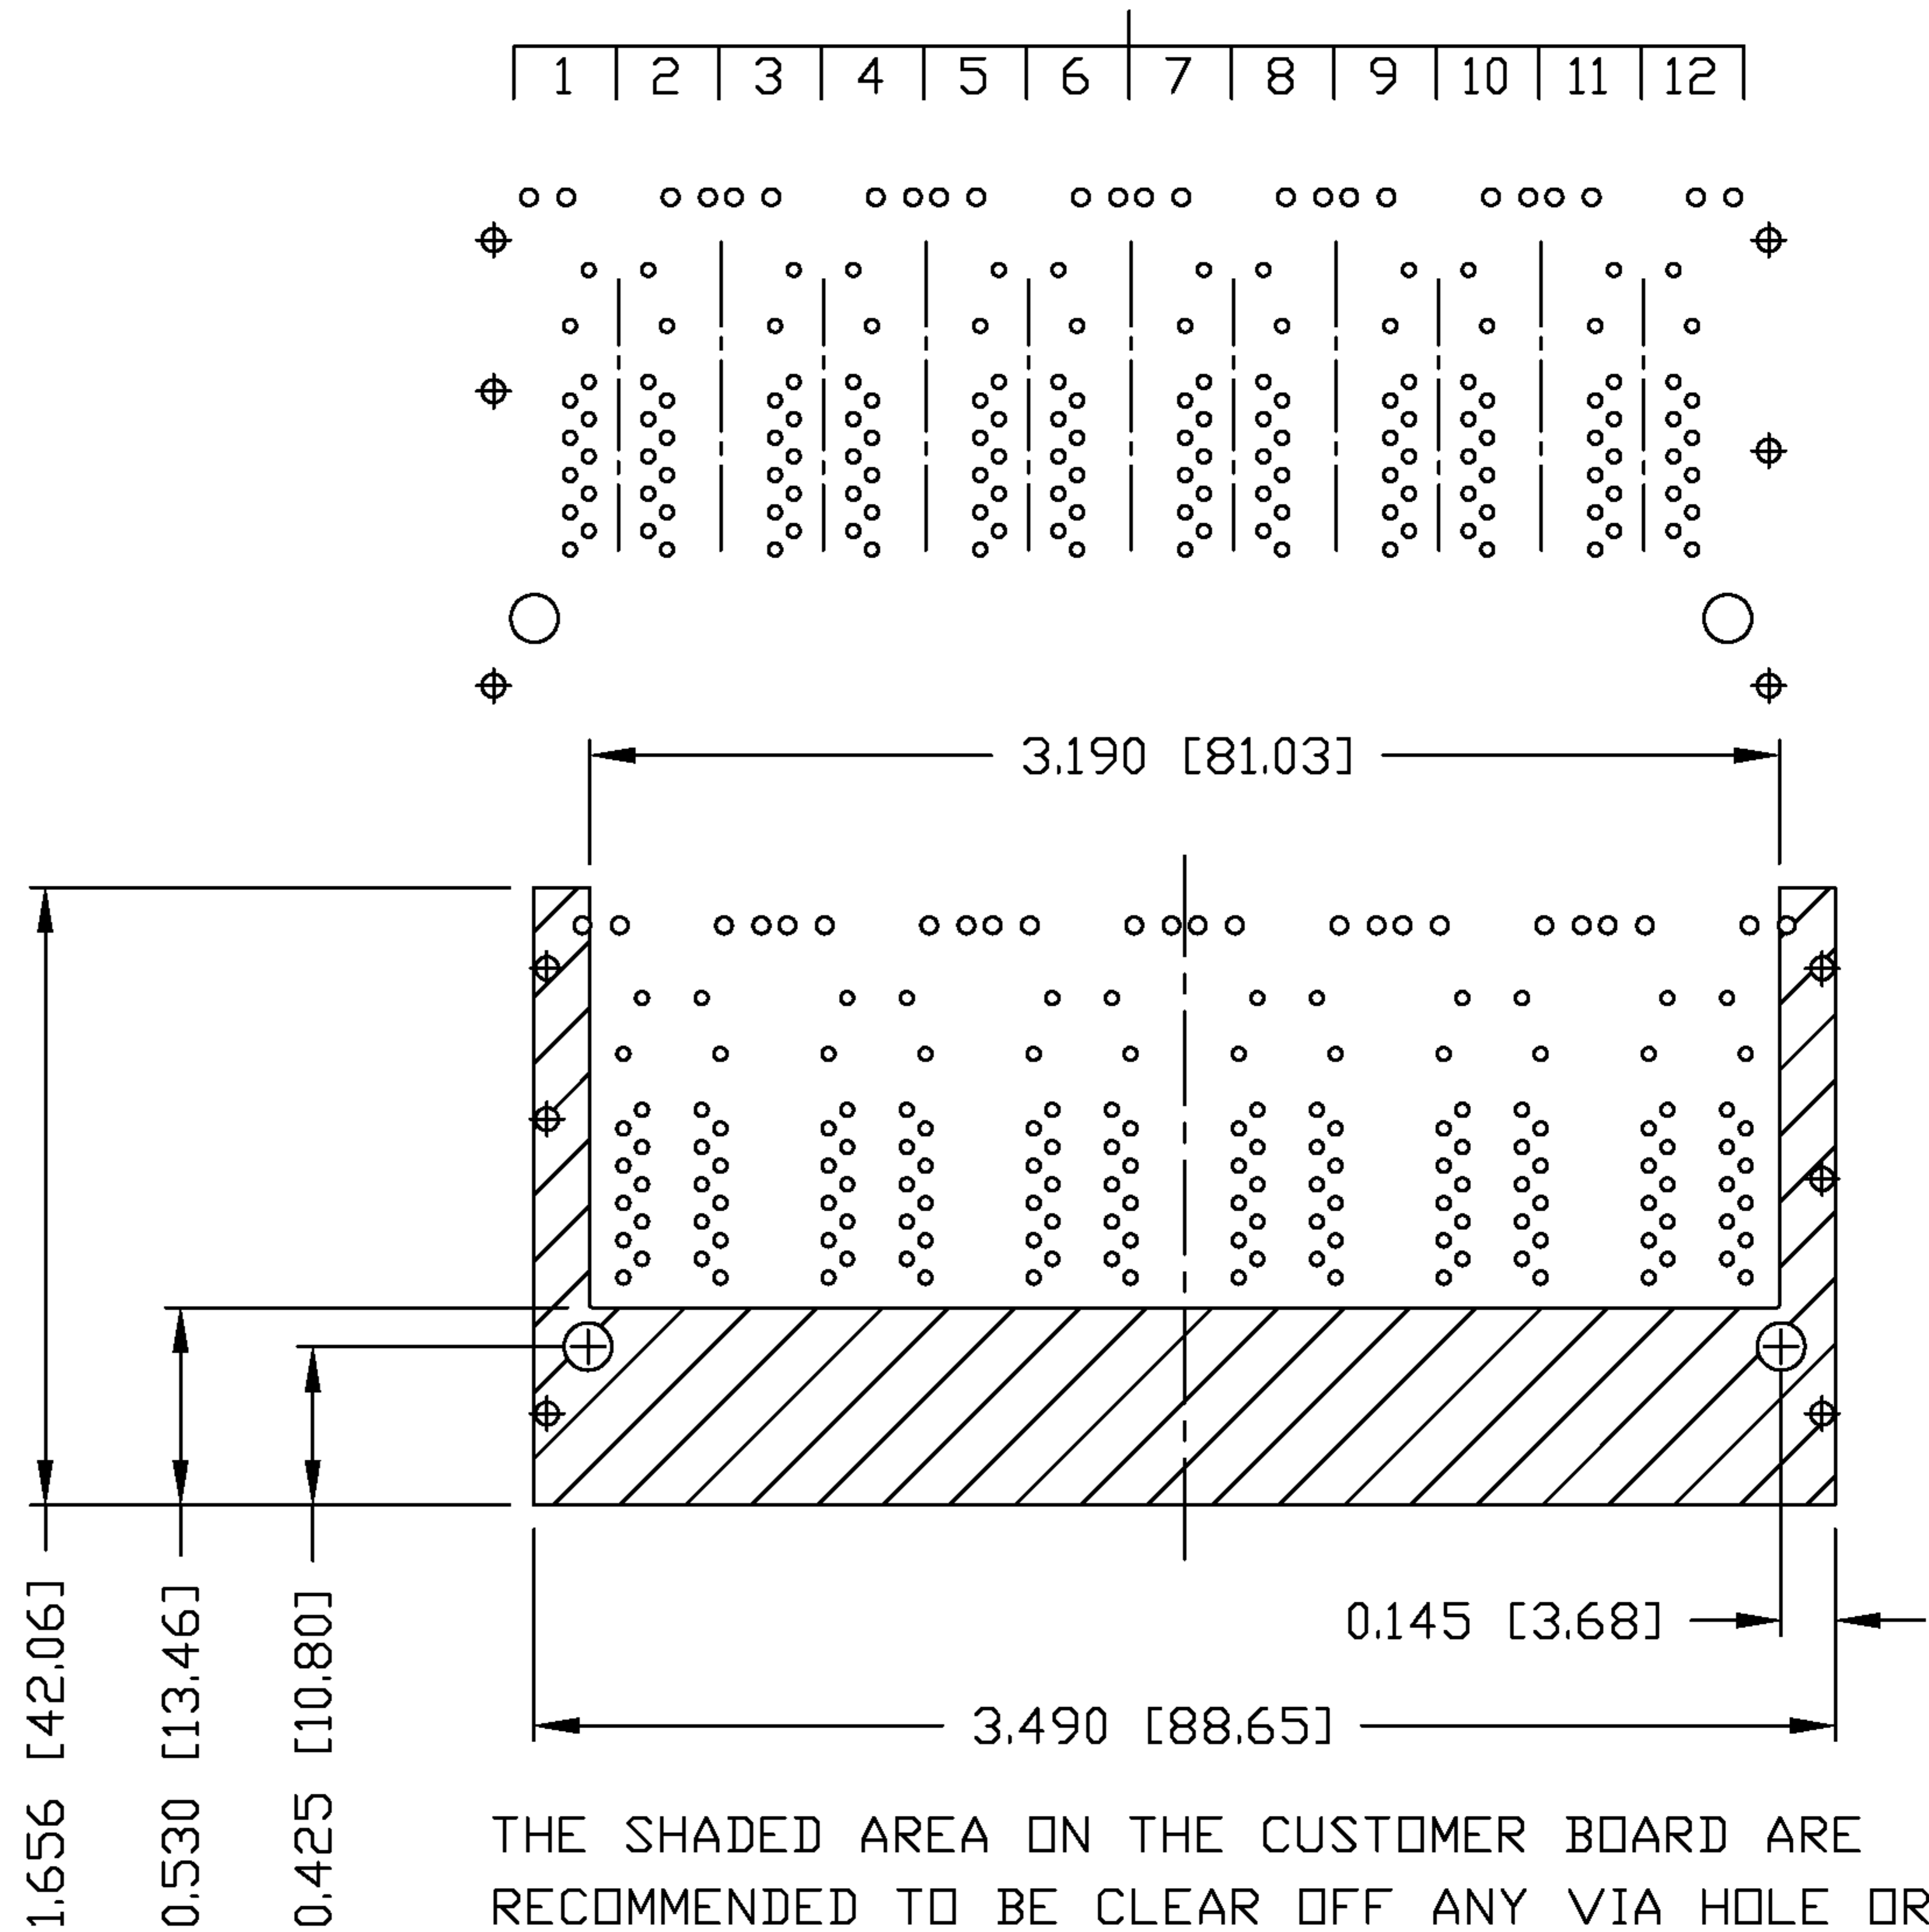 1 2 3 4 5 6 7 8 9 10 11 12
3.190 [81.03]
1.656 [42.06]
0.530 [13.46]
0.425 [10.80]
0.145 [3.68]
3.490 [88.65]
THE SHADED AREA ON THE CUSTOMER BOARD ARE
RECOMMENDED TO BE CLEAR OFF ANY VIA HOLE OR